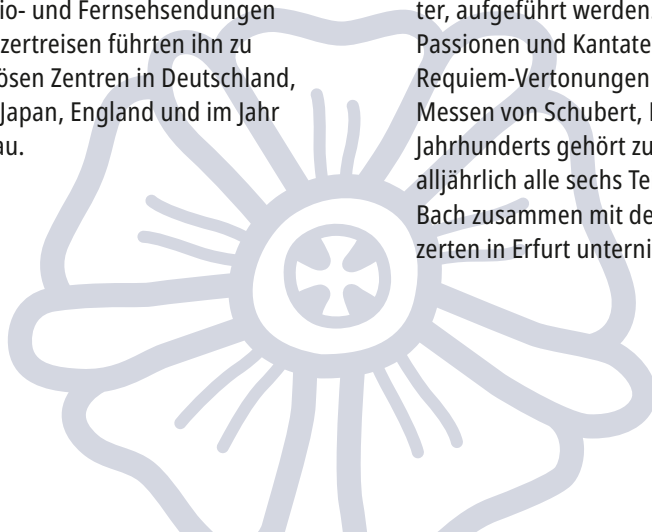 io- und Fernsehsendungen
zertreisen führten ihn zu
ösen Zentren in Deutschland,
Japan, England und im Jahr
au.
ter, aufgeführt werden.
Passionen und Kantate
Requiem-Vertonungen
Messen von Schubert,
Jahrhunderts gehört zu
alljährlich alle sechs Te
Bach zusammen mit de
zerten in Erfurt unterni